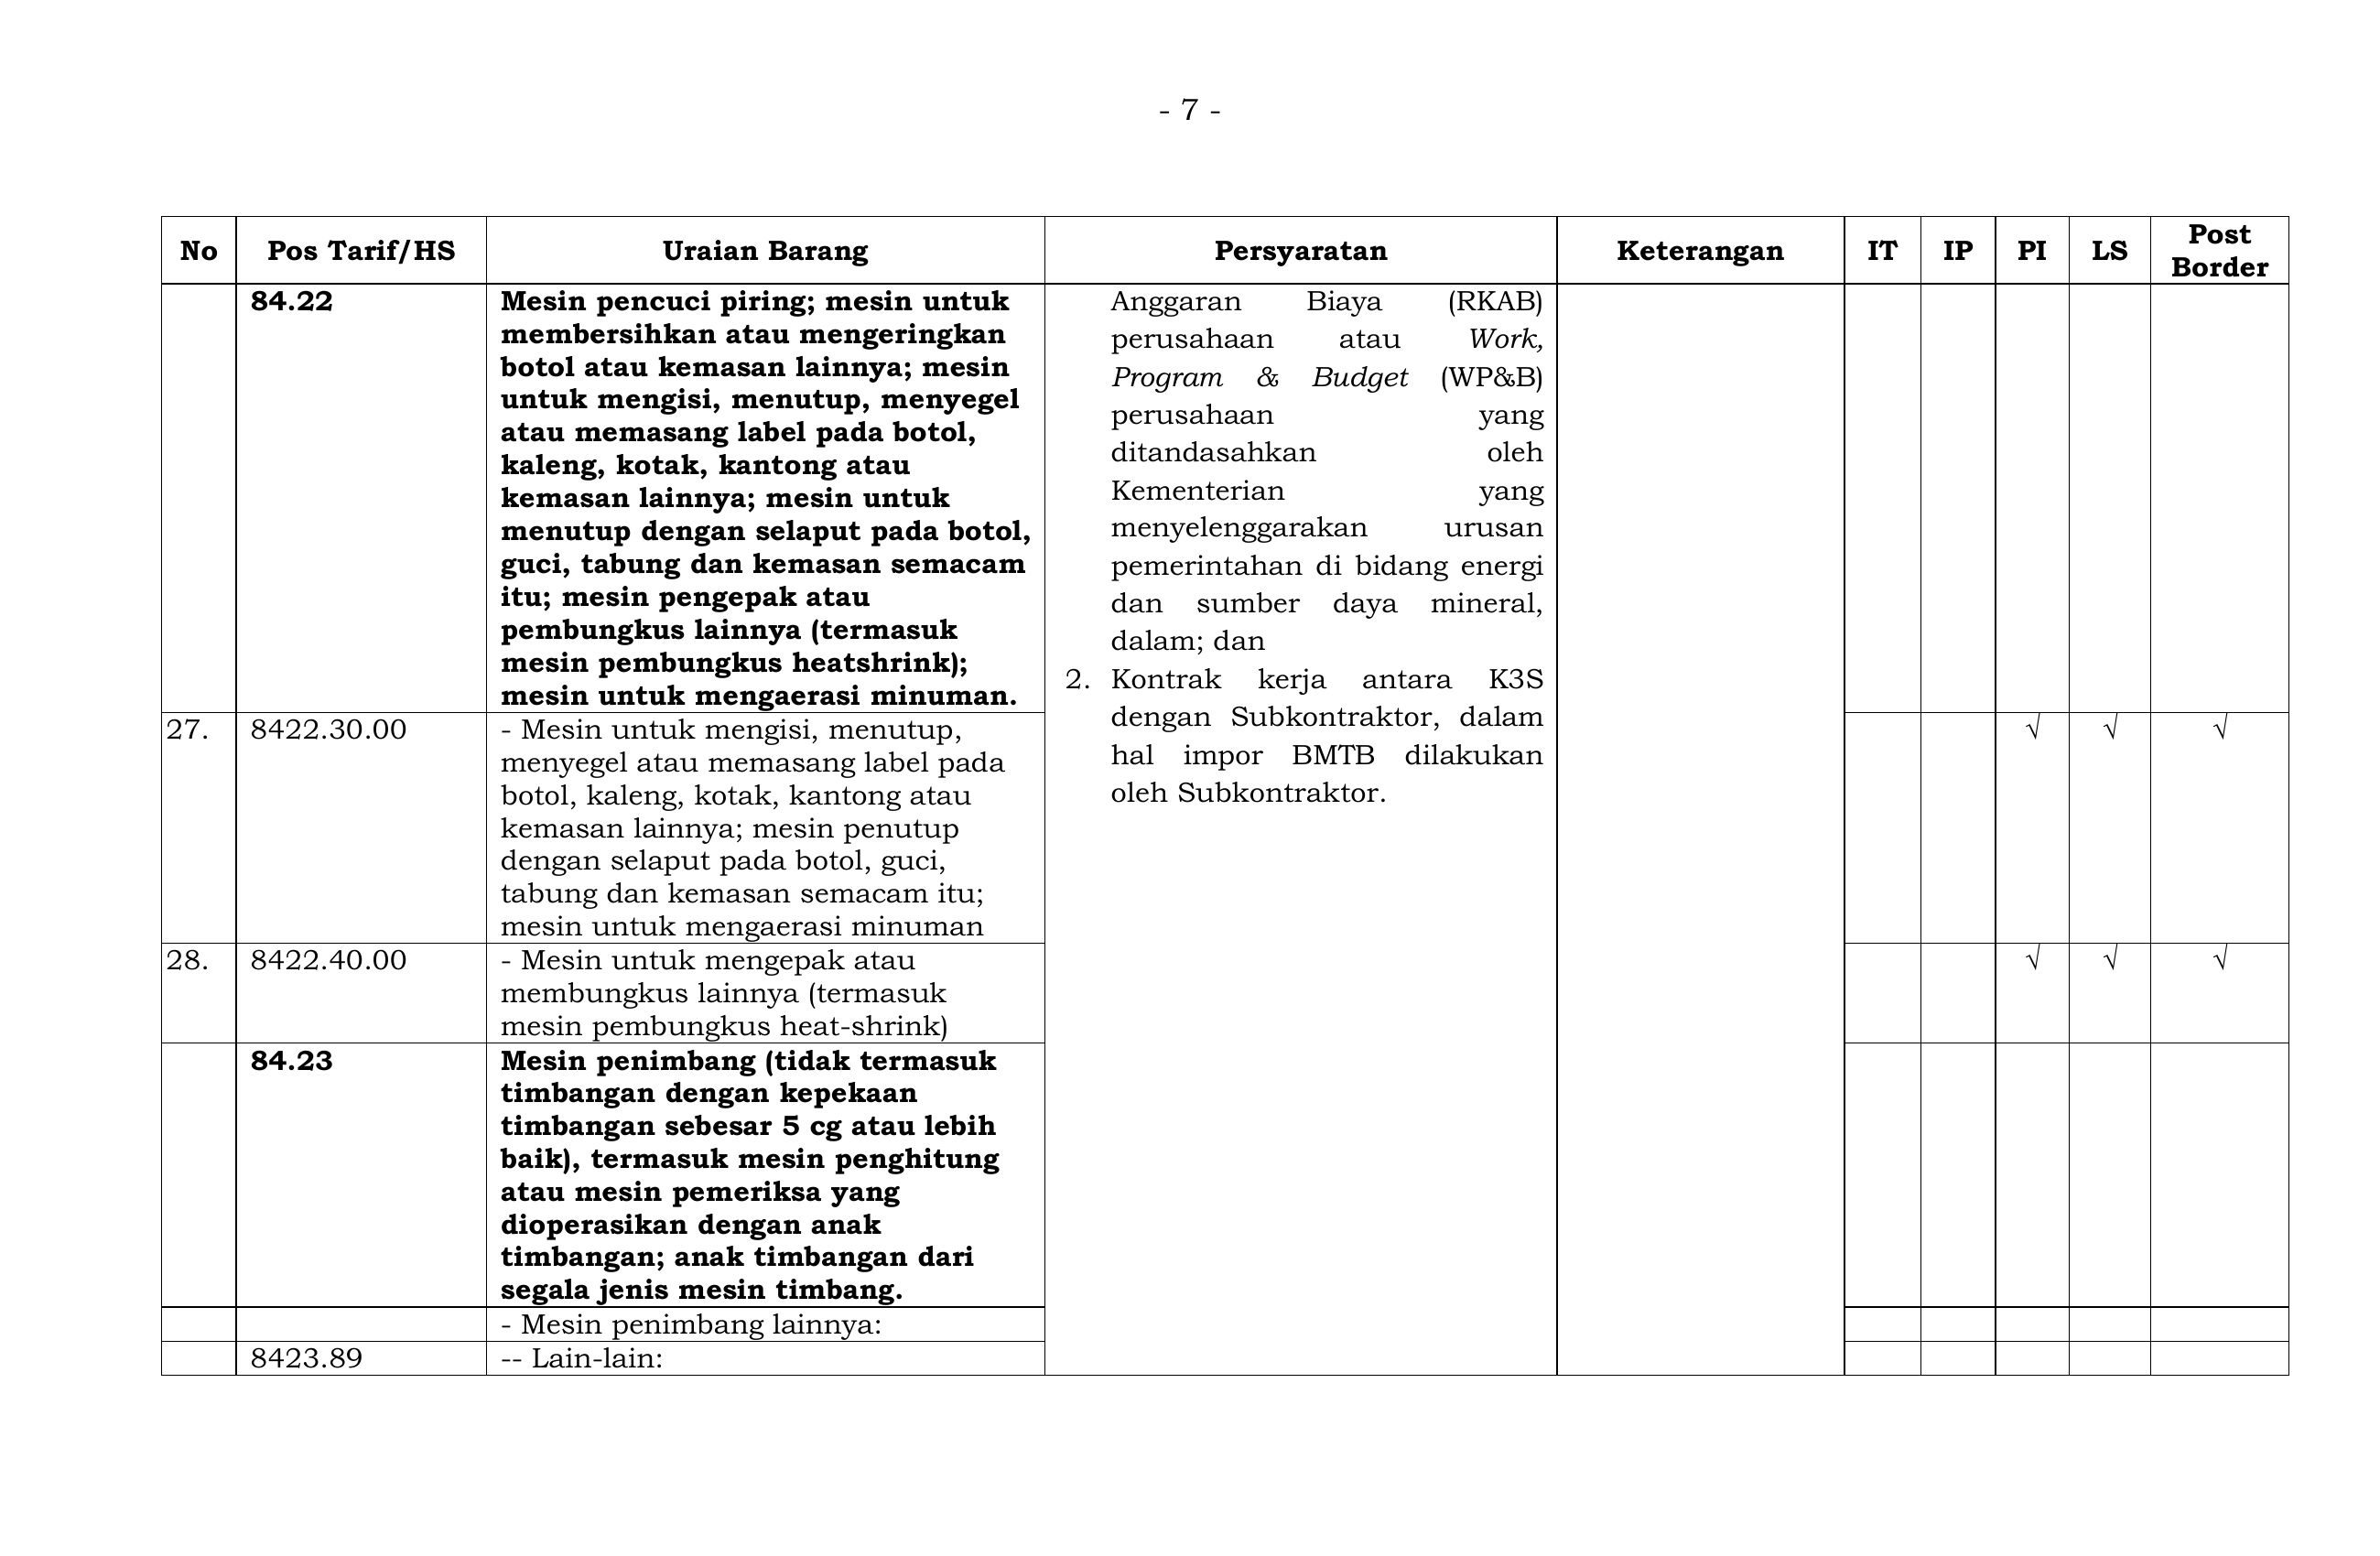 - 7 -
No Pos Tarif/HS Uraian Barang Persyaratan Keterangan IT IP PI LS Post Border
84.22
Mesin pencuci piring; mesin untuk
membersihkan atau mengeringkan
botol atau kemasan lainnya; mesin
untuk mengisi, menutup, menyegel
atau memasang label pada botol,
kaleng, kotak, kantong atau
kemasan lainnya; mesin untuk
menutup dengan selaput pada botol,
guci, tabung dan kemasan semacam
itu; mesin pengepak atau
pembungkus lainnya (termasuk
mesin pembungkus heatshrink);
mesin untuk mengaerasi minuman.
Anggaran Biaya (RKAB)
perusahaan atau Work,
Program & Budget (WP&B)
perusahaan yang
ditandasahkan oleh
Kementerian yang
menyelenggarakan urusan
pemerintahan di bidang energi
dan sumber daya mineral,
dalam; dan
2. Kontrak kerja antara K3S
dengan Subkontraktor, dalam
hal impor BMTB dilakukan
oleh Subkontraktor.
27. 8422.30.00
- Mesin untuk mengisi, menutup,
menyegel atau memasang label pada
botol, kaleng, kotak, kantong atau
kemasan lainnya; mesin penutup
dengan selaput pada botol, guci,
tabung dan kemasan semacam itu;
mesin untuk mengaerasi minuman
√ √ √
28. 8422.40.00
- Mesin untuk mengepak atau
membungkus lainnya (termasuk
mesin pembungkus heat-shrink)
√ √ √
84.23
Mesin penimbang (tidak termasuk
timbangan dengan kepekaan
timbangan sebesar 5 cg atau lebih
baik), termasuk mesin penghitung
atau mesin pemeriksa yang
dioperasikan dengan anak
timbangan; anak timbangan dari
segala jenis mesin timbang.
- Mesin penimbang lainnya:
8423.89 -- Lain-lain: